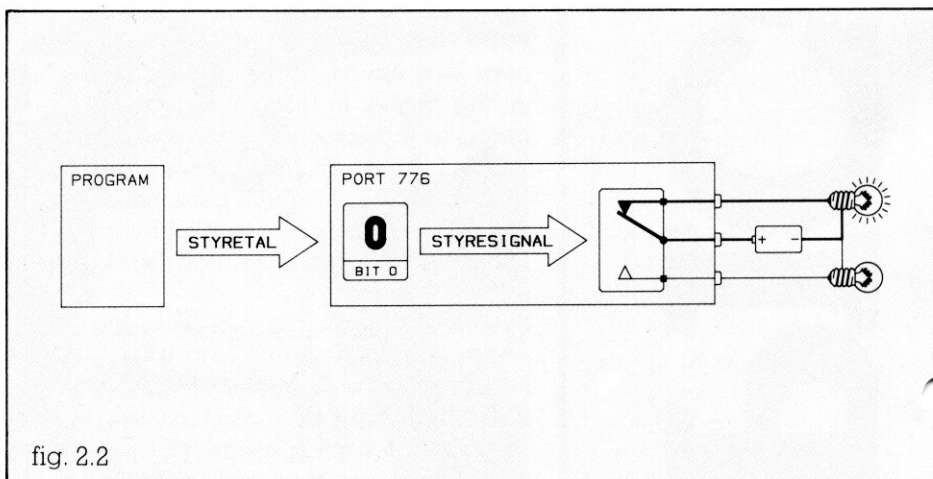 PROGRAM
STYRETAL
PORT 776
0
BIT 0
STYRESIGNAL
+ -
fig. 2.2